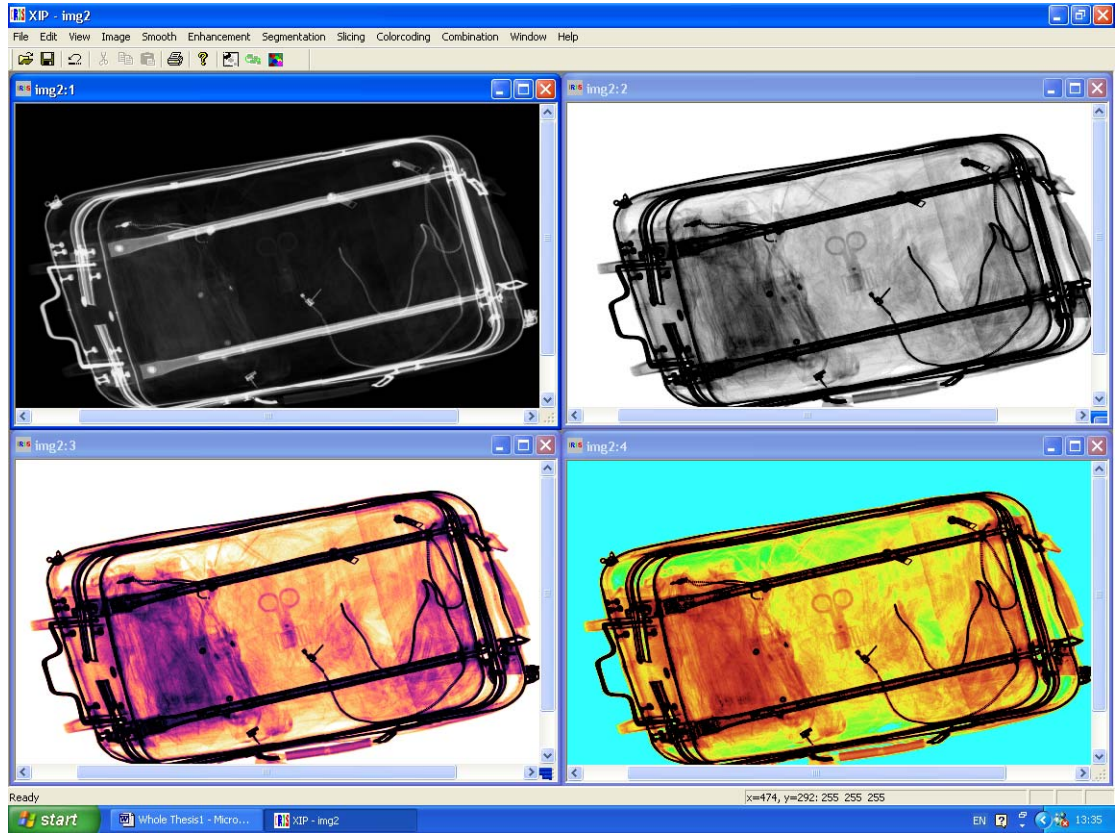 XIP - img2
File Edit View Image Smooth Enhancement Segmentation Slicing Colorcoding Combination Window Help
img2:1
img2:2
img2:3
img2:4
Ready
x=474, y=292: 255 255 255
start Whole Thesis1 - Micro... XIP - img2 EN 13:35